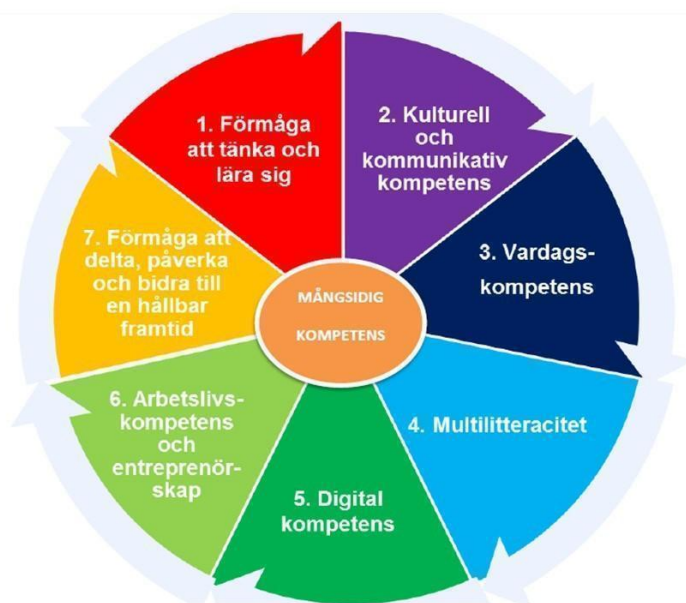 1. Förmåga
att tänka och
lära sig
2. Kulturell
och
kommunikativ
kompetens
3. Vardags-
kompetens
4. Multilitteracitet
5. Digital
kompetens
6. Arbetslivs-
kompetens
och
entreprenör-
skap
7. Förmåga att
delta, påverka
och bidra till
en hållbar
framtid
MÅNGSIDIG
KOMPETENS